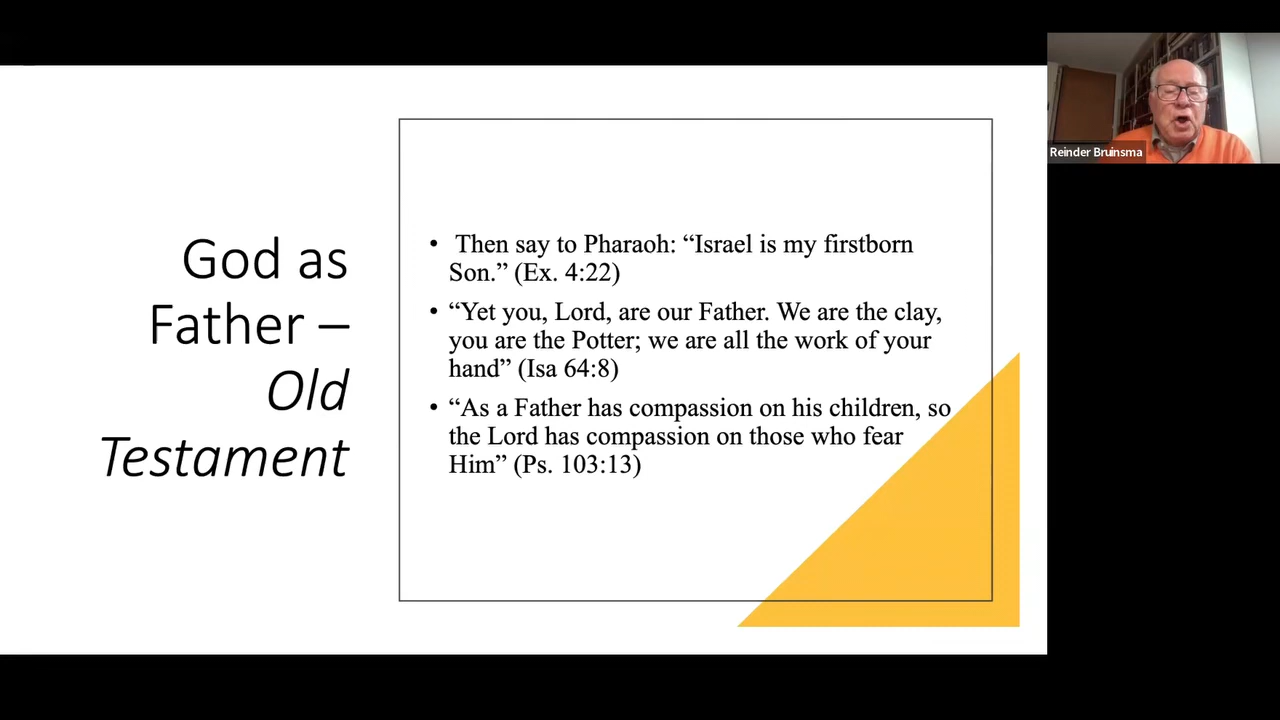 God as
Father –
Old
Testament
• Then say to Pharaoh: “Israel is my firstborn
Son.” (Ex. 4:22)
• “Yet you, Lord, are our Father. We are the clay,
you are the Potter; we are all the work of your
hand” (Isa 64:8)
• “As a Father has compassion on his children, so
the Lord has compassion on those who fear
Him” (Ps. 103:13)
Reinder Bruinsma